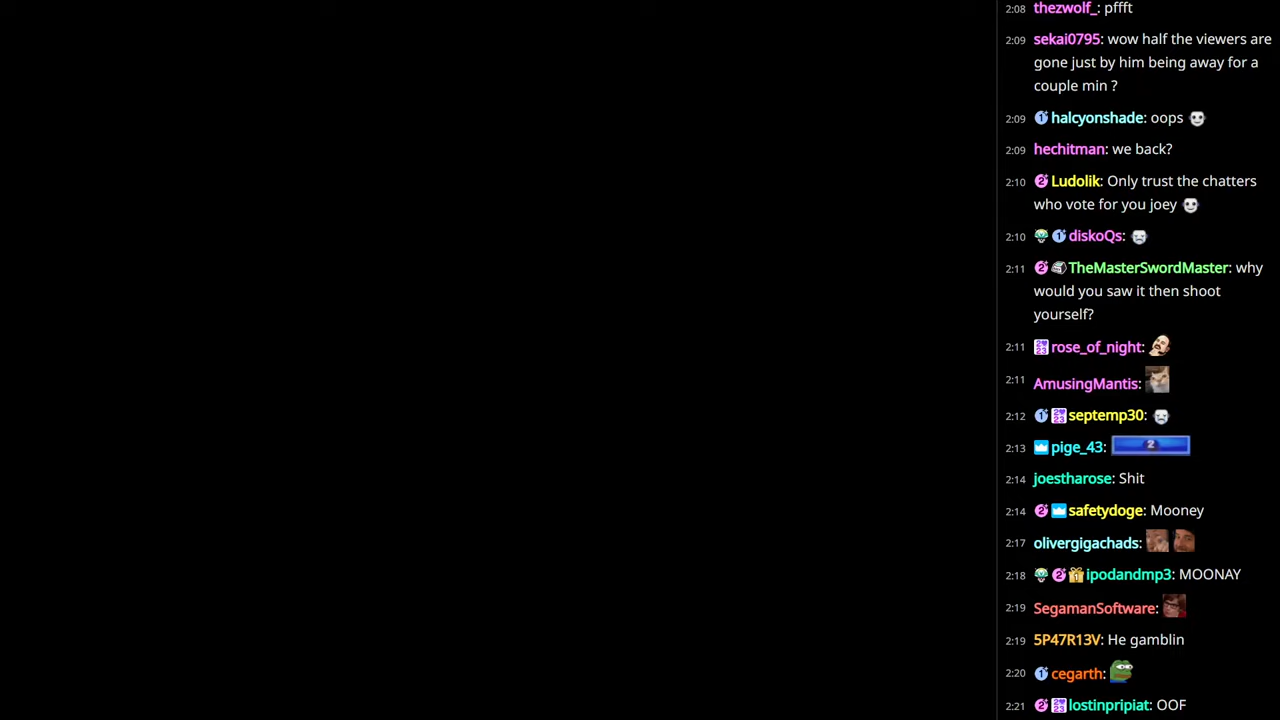 2:08 thezwolf_: pffft
2:09 sekai0795: wow half the viewers are
gone just by him being away for a
couple min ?
2:09 halcyonshade: oops
2:09 hechitman: we back?
2:10 Ludolik: Only trust the chatters
who vote for you joey
2:10 diskoQs:
2:11 TheMasterSwordMaster: why
would you saw it then shoot
yourself?
2:11 rose_of_night:
2:11 AmusingMantis:
2:12 septemp30:
2:13 pige_43: 2
2:14 joestharose: Shit
2:14 safetydoge: Mooney
2:17 olivergigachads:
2:18 ipodandmp3: MOONAY
2:19 SegamanSoftware:
2:19 5P47R13V: He gamblin
2:20 cegarth:
2:21 lostinpripiat: OOF